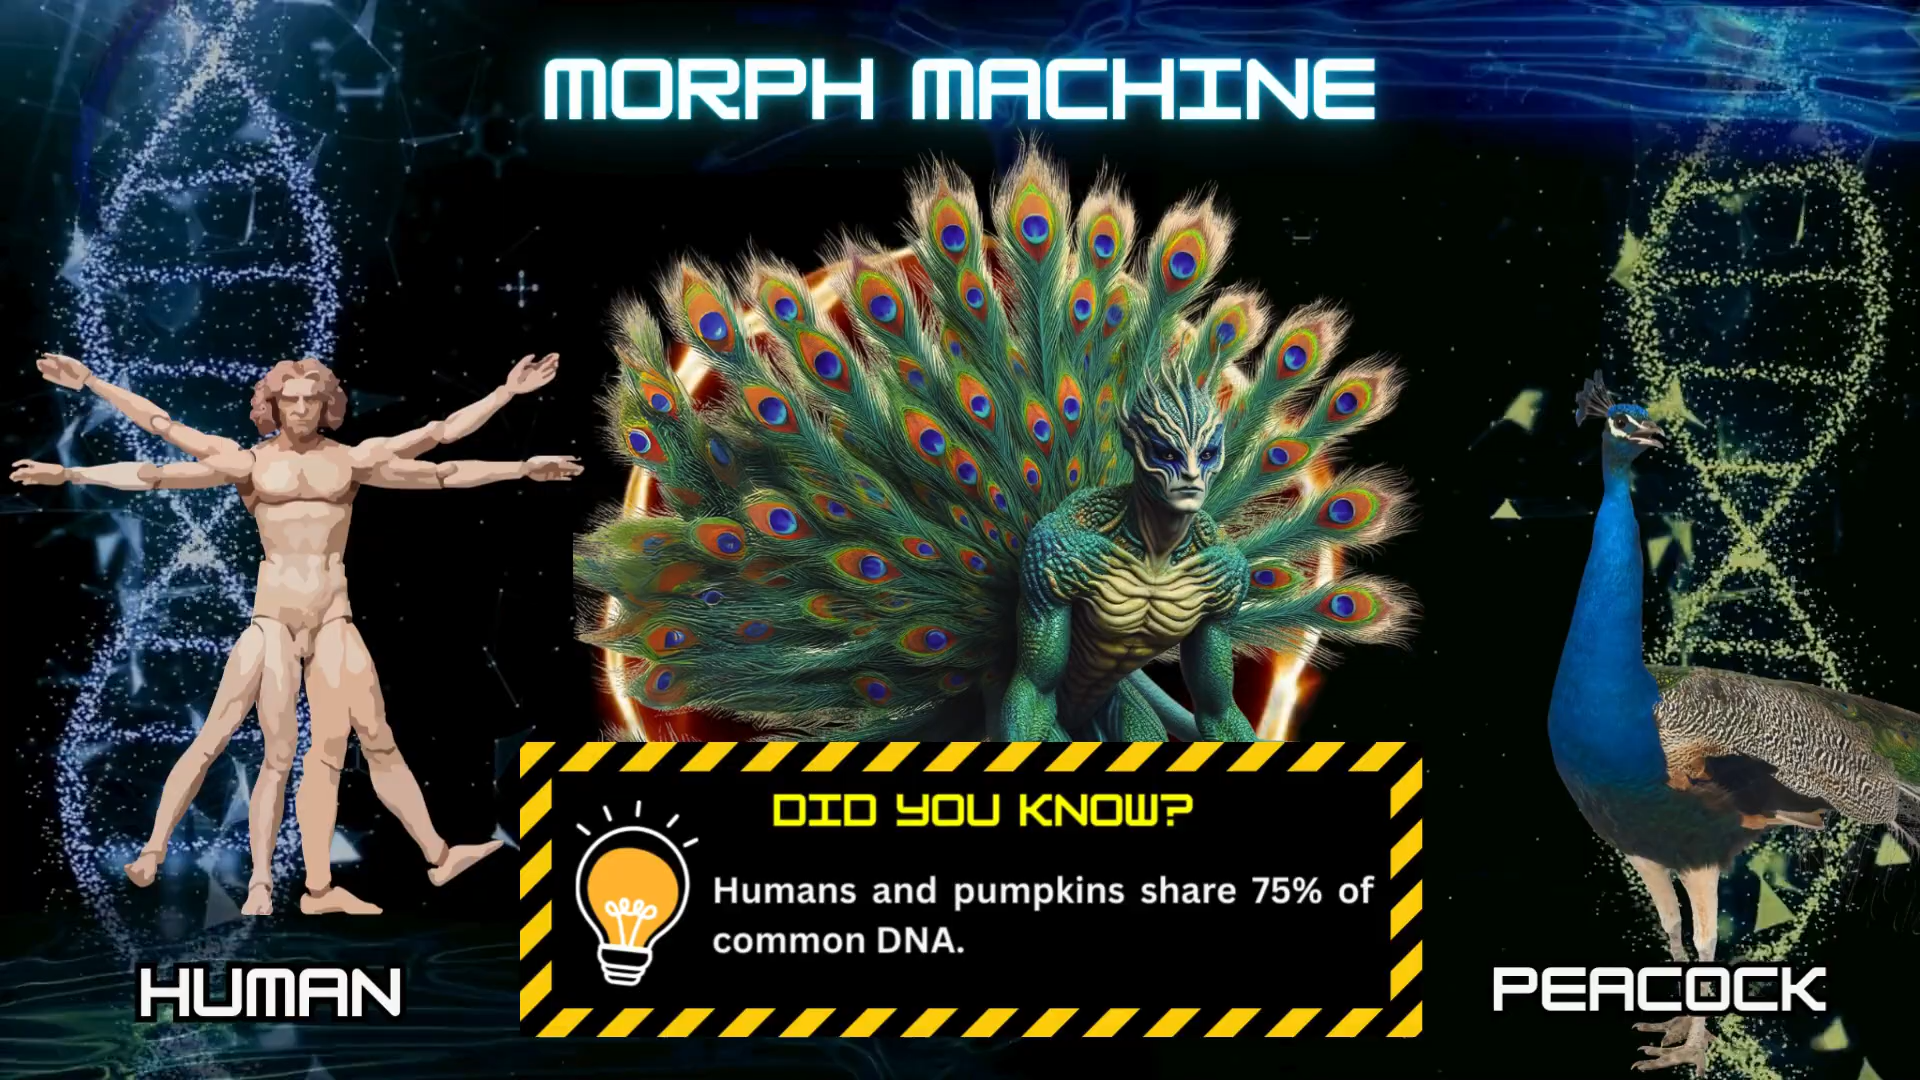 MORPH MACHINE
DID YOU KNOW?
Humans and pumpkins share 75% of
common DNA.
HUMAN
PEACOCK